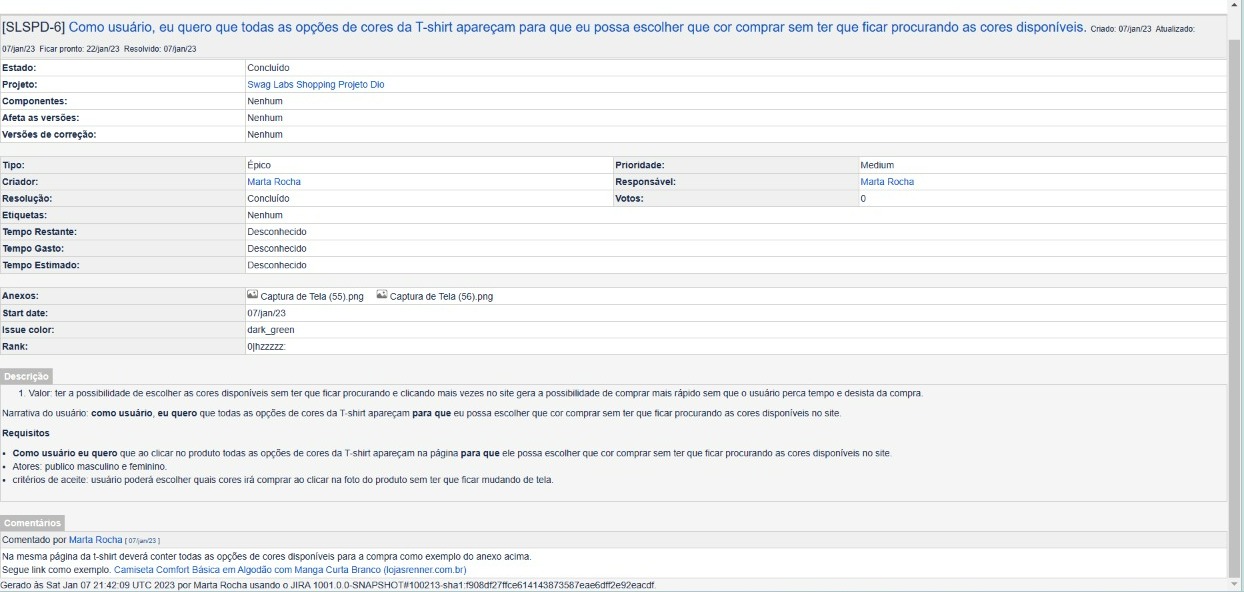 [SLSPD-6] Como usuário, eu quero que todas as opções de cores da T-shirt apareçam para que eu possa escolher que cor comprar sem ter que ficar procurando as cores disponíveis. Criado: 07/jan/23 Atualizado:
07/jan/23 Ficar pronto: 22/jan/23 Resolvido: 07/jan/23
Estado: Concluído
Projeto: Swag Labs Shopping Projeto Dio
Componentes: Nenhum
Afeta as versões: Nenhum
Versões de correção: Nenhum
Tipo: Épico Prioridade: Medium
Criador: Marta Rocha Responsável: Marta Rocha
Resolução: Concluído Votos: 0
Etiquetas: Nenhum
Tempo Restante: Desconhecido
Tempo Gasto: Desconhecido
Tempo Estimado: Desconhecido
Anexos: Captura de Tela (55).png Captura de Tela (56).png
Start date: 07/jan/23
Issue color: dark_green
Rank: 0|hzzzzz:
Descrição
1. Valor: ter a possibilidade de escolher as cores disponíveis sem ter que ficar procurando e clicando mais vezes no site gera a possibilidade de comprar mais rápido sem que o usuário perca tempo e desista da compra.
Narrativa do usuário: como usuário, eu quero que todas as opções de cores da T-shirt apareçam para que eu possa escolher que cor comprar sem ter que ficar procurando as cores disponíveis no site.
Requisitos
• Como usuário eu quero que ao clicar no produto todas as opções de cores da T-shirt apareçam na página para que ele possa escolher que cor comprar sem ter que ficar procurando as cores disponíveis no site.
• Atores: publico masculino e feminino.
• critérios de aceite: usuário poderá escolher quais cores irá comprar ao clicar na foto do produto sem ter que ficar mudando de tela.
Comentários
Comentado por Marta Rocha [ 07/jan/23 ]
Na mesma página da t-shirt deverá conter todas as opções de cores disponíveis para a compra como exemplo do anexo acima.
Segue link como exemplo. Camiseta Comfort Básica em Algodão com Manga Curta Branco (lojasrenner.com.br)
Gerado às Sat Jan 07 21:42:09 UTC 2023 por Marta Rocha usando o JIRA 1001.0.0-SNAPSHOT#100213-sha1:f908df27ffce614143873587eae6dff2e92eacdf.